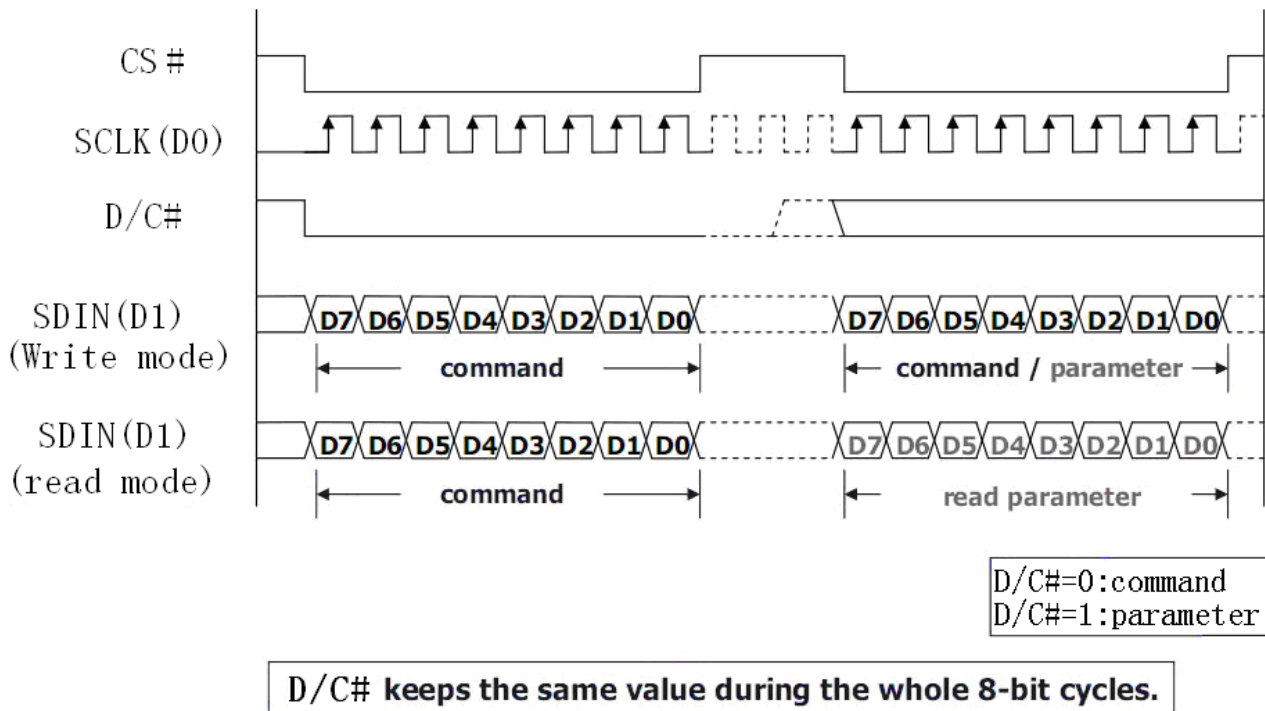 CS#
SCLK(D0)
D/C#
SDIN(D1)
(Write mode)
D7 D6 D5 D4 D3 D2 D1 D0
D7 D6 D5 D4 D3 D2 D1 D0
command
command / parameter
SDIN(D1)
(read mode)
D7 D6 D5 D4 D3 D2 D1 D0
D7 D6 D5 D4 D3 D2 D1 D0
command
read parameter
D/C#=0:command
D/C#=1:parameter
D/C# keeps the same value during the whole 8-bit cycles.